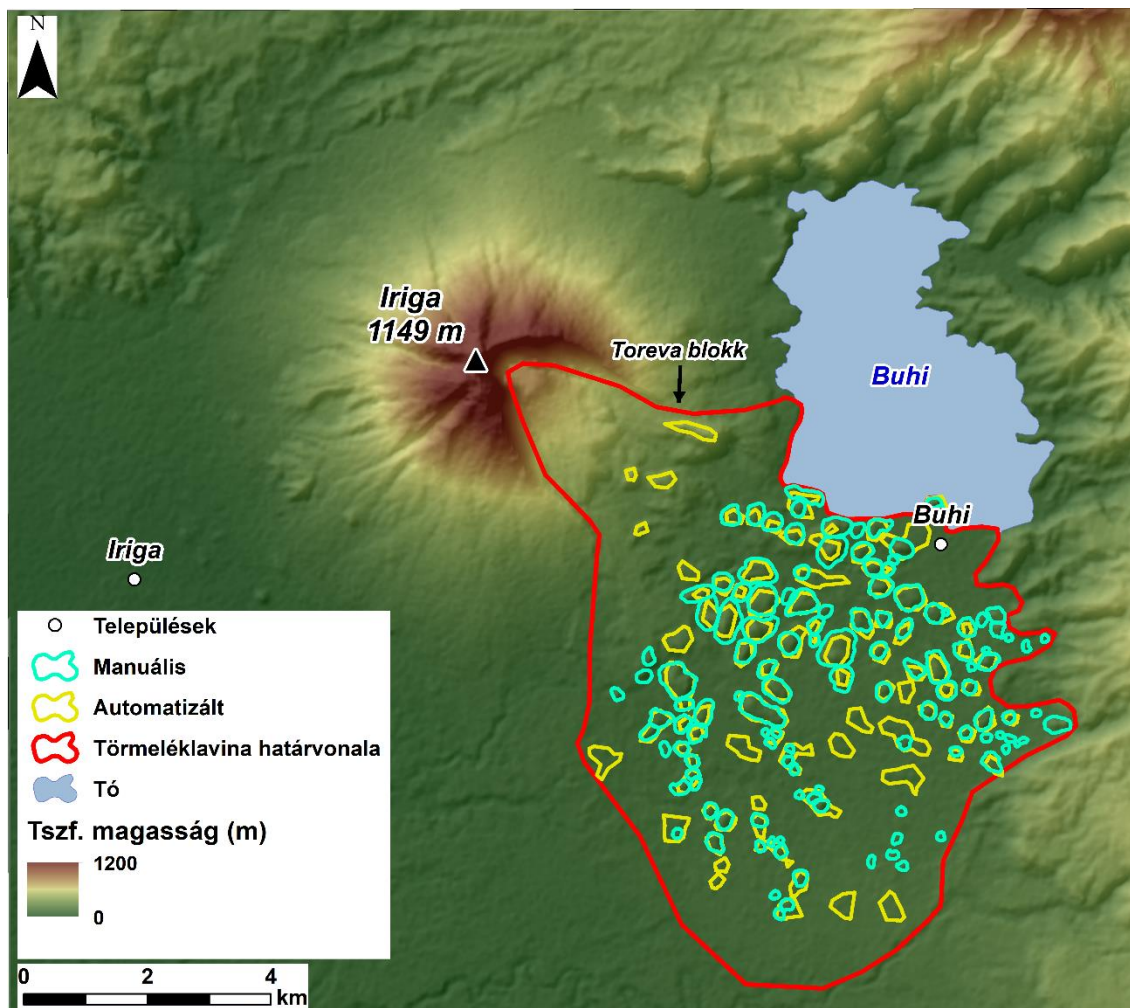 N
Iriga
1149 m
Toreva blokk
Buhi
Buhi
Iriga
Települések
Manuális
Automatizált
Törmeléklavina határvonala
Tó
Tszf. magasság (m)
1200
0
0 2 4
km